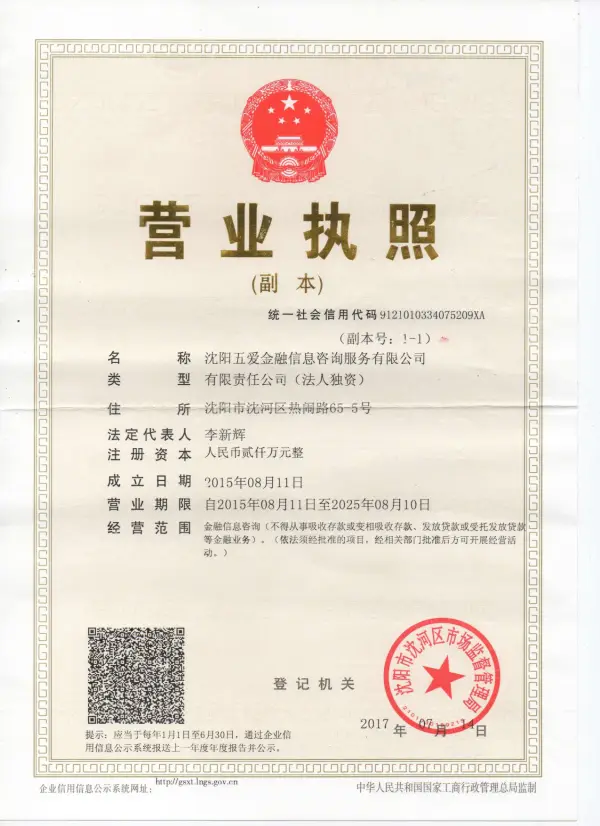 营业执照
(副 本)
统一社会信用代码 9121010334075209XA
(副本号: 1-1)
名 称 沈阳五爱金融信息咨询服务有限公司
类 型 有限责任公司（法人独资）
住 所 沈阳市沈河区热闹路65-5号
法定代表人 李新辉
注册资本 人民币贰仟万元整
成立日期 2015年08月11日
营业期限 自2015年08月11日至2025年08月10日
经营范围 金融信息咨询（不得从事吸收存款或变相吸收存款、发放贷款或受托发放贷款
等金融业务）。（依法须经批准的项目，经相关部门批准后方可开展经营活
动。）
沈阳市沈河区市场监督管理局
登记机关
2017 年 07 月 14 日
提示：应当于每年1月1日至6月30日，通过企业信
用信息公示系统报送上一年度年度报告并公示。
http://gsxt.lngs.gov.cn
企业信用信息公示系统网址：
中华人民共和国国家工商行政管理总局监制